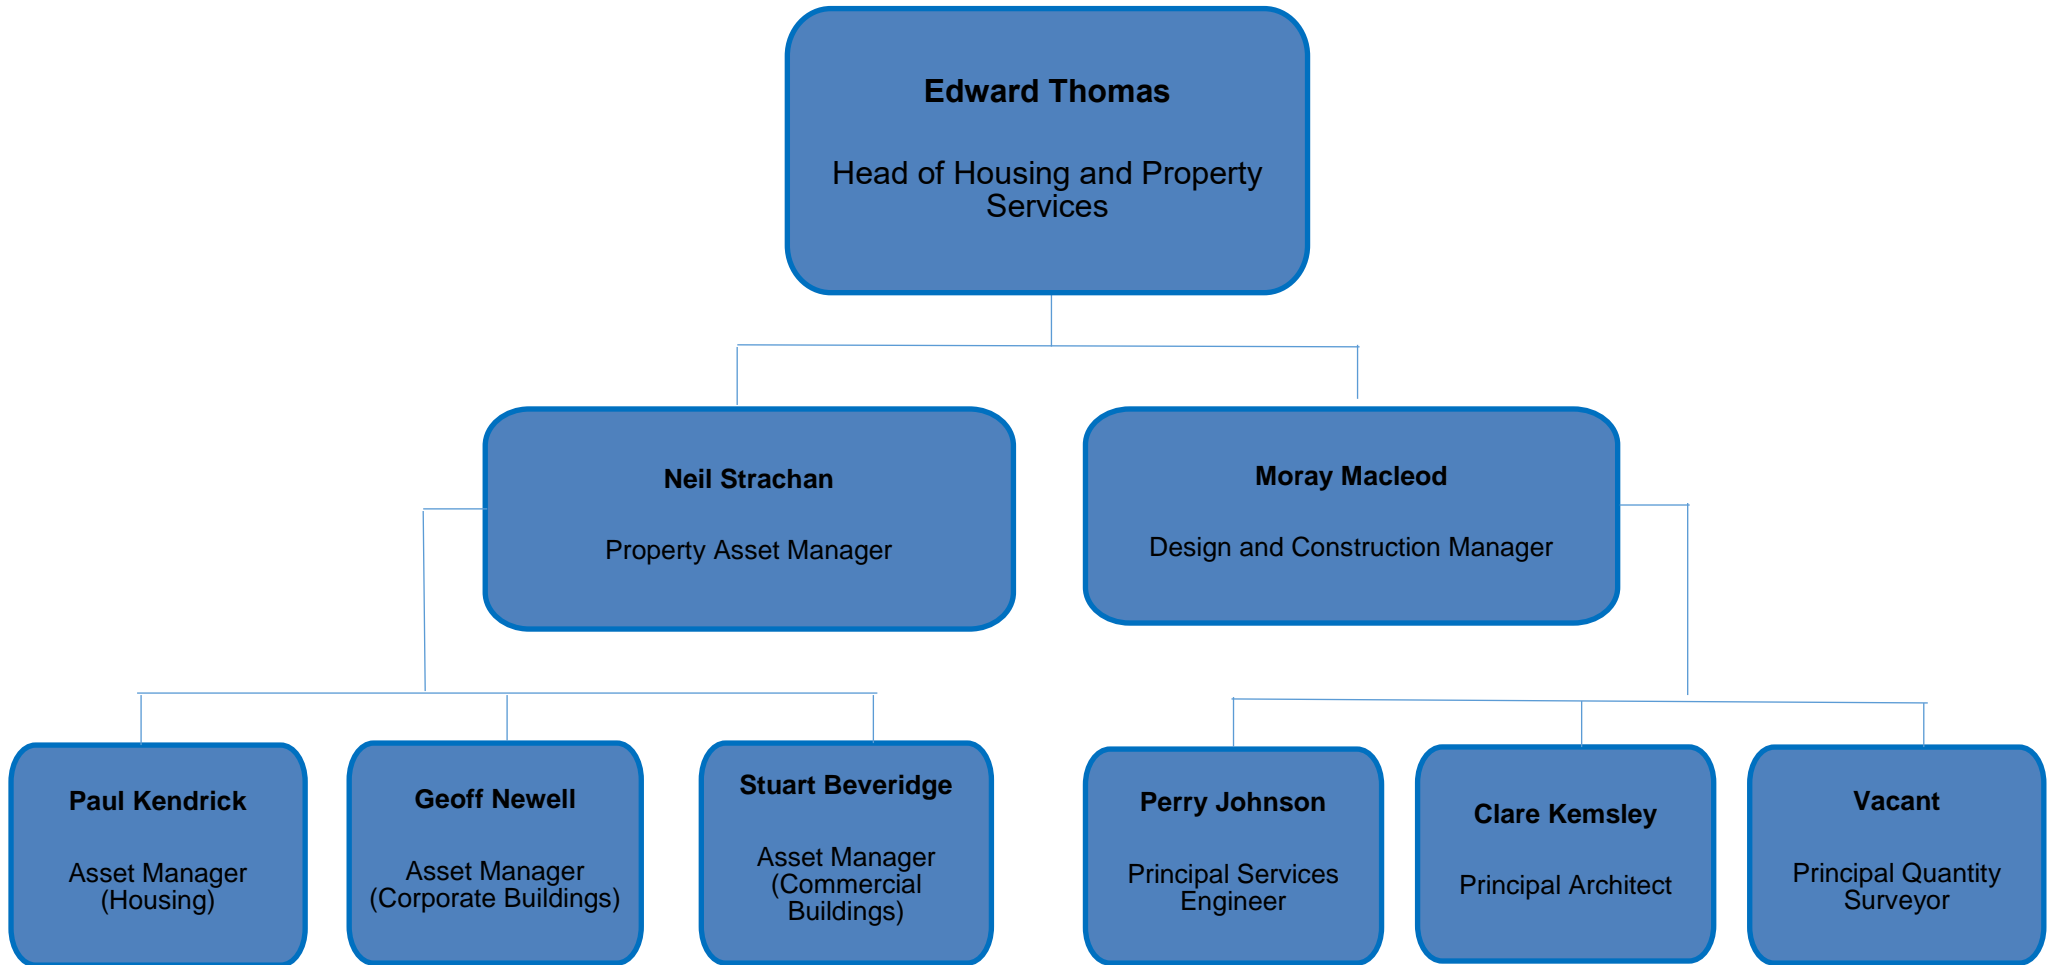 Edward Thomas
Head of Housing and Property
Services
Neil Strachan
Property Asset Manager
Moray Macleod
Design and Construction Manager
Paul Kendrick
Asset Manager
(Housing)
Geoff Newell
Asset Manager
(Corporate Buildings)
Stuart Beveridge
Asset Manager
(Commercial
Buildings)
Perry Johnson
Principal Services
Engineer
Clare Kemsley
Principal Architect
Vacant
Principal Quantity
Surveyor